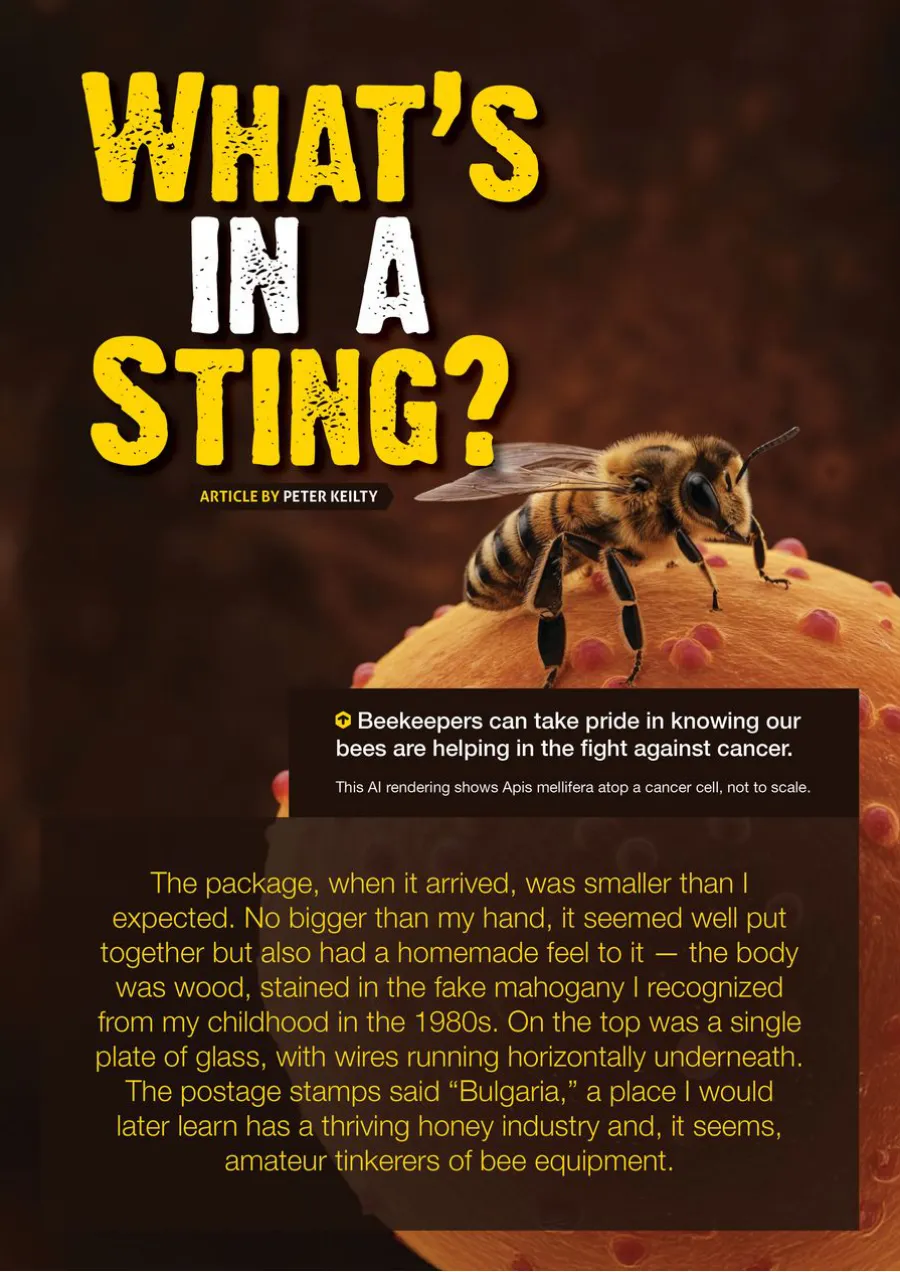 WHAT'S
IN A
STING?
ARTICLE BY PETER KEILTY
Beekeepers can take pride in knowing our
bees are helping in the fight against cancer.
This AI rendering shows Apis mellifera atop a cancer cell, not to scale.
The package, when it arrived, was smaller than I
expected. No bigger than my hand, it seemed well put
together but also had a homemade feel to it — the body
was wood, stained in the fake mahogany I recognized
from my childhood in the 1980s. On the top was a single
plate of glass, with wires running horizontally underneath.
The postage stamps said “Bulgaria,” a place I would
later learn has a thriving honey industry and, it seems,
amateur tinkerers of bee equipment.